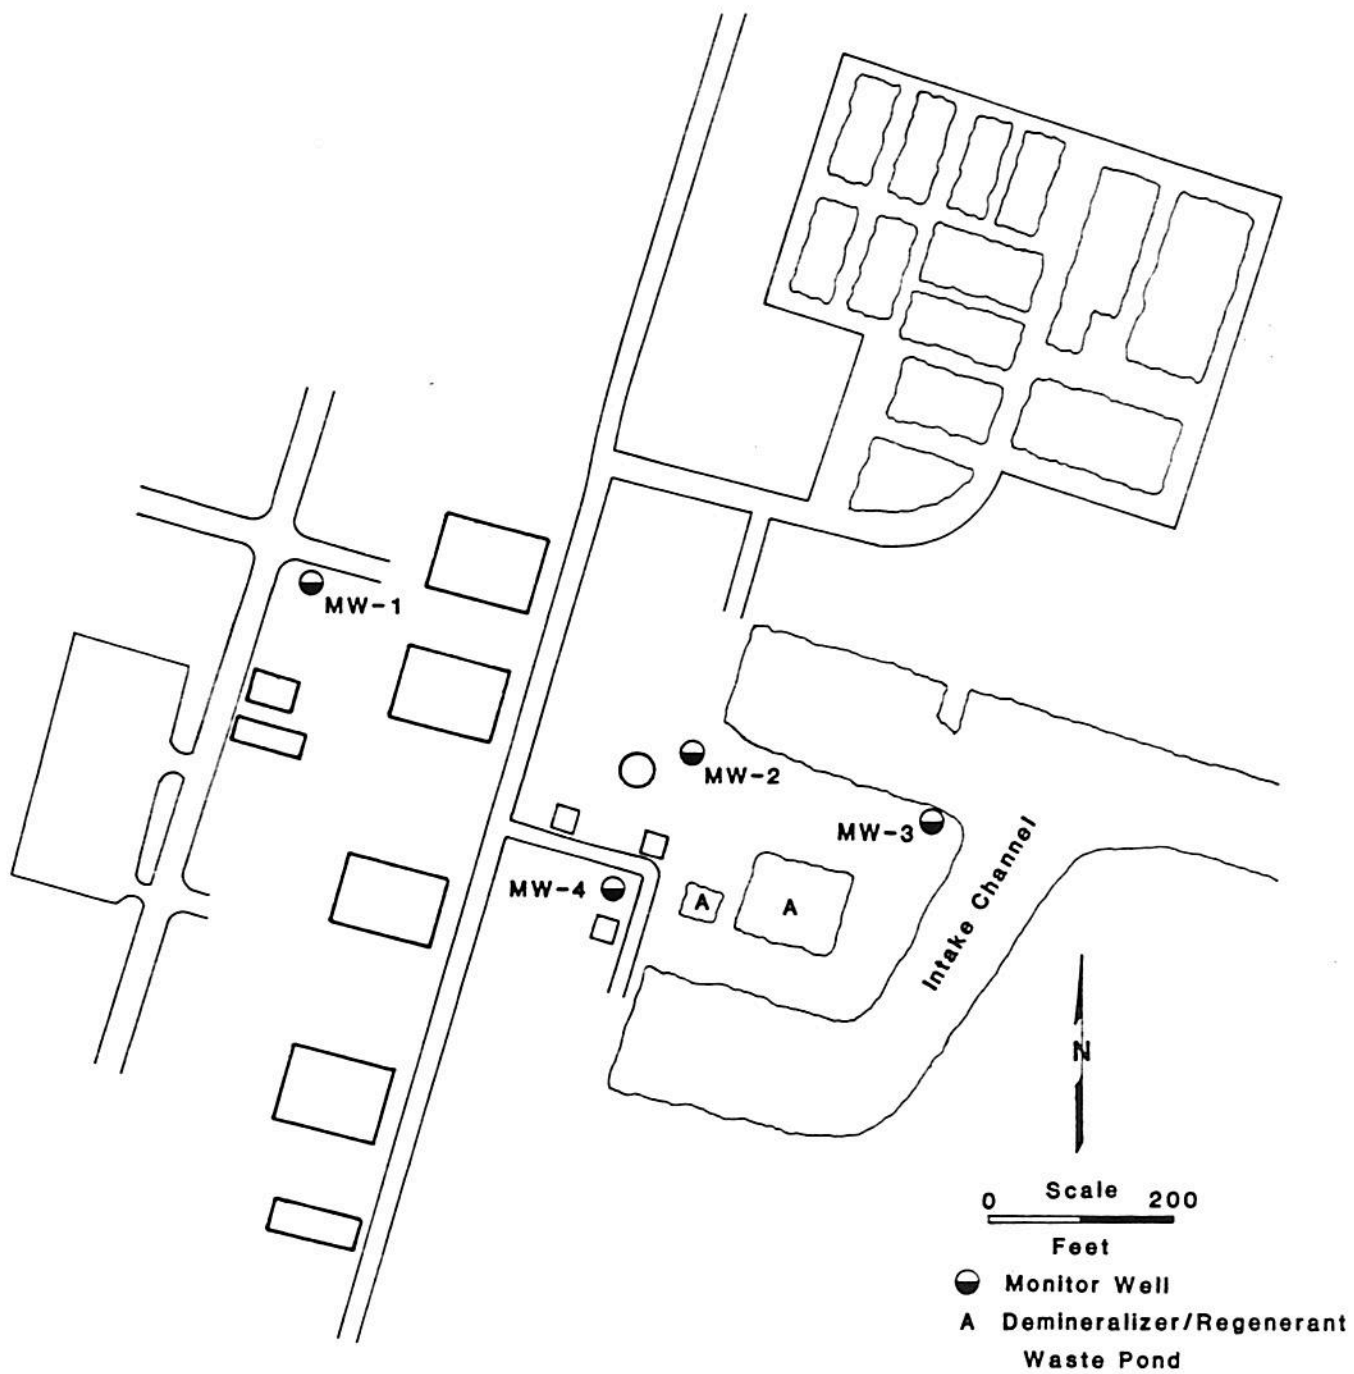 MW-1
MW-2
MW-3
MW-4
A
A
Intake Channel
N
0 Scale 200
Feet
Monitor Well
A Demineralizer/Regenerant
Waste Pond